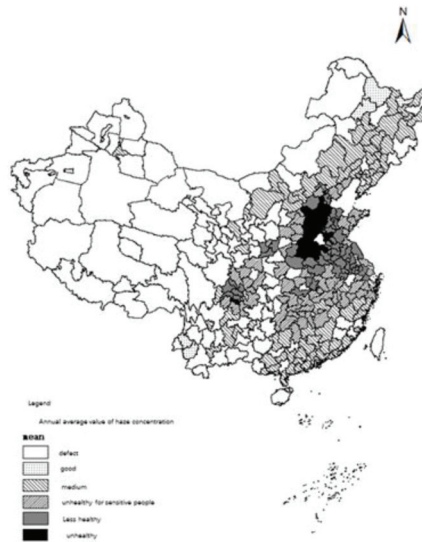 N
Legend
Annual average value of haze concentration
mean
defect
good
medium
unhealthy for sensitive people
Less healthy
unhealthy